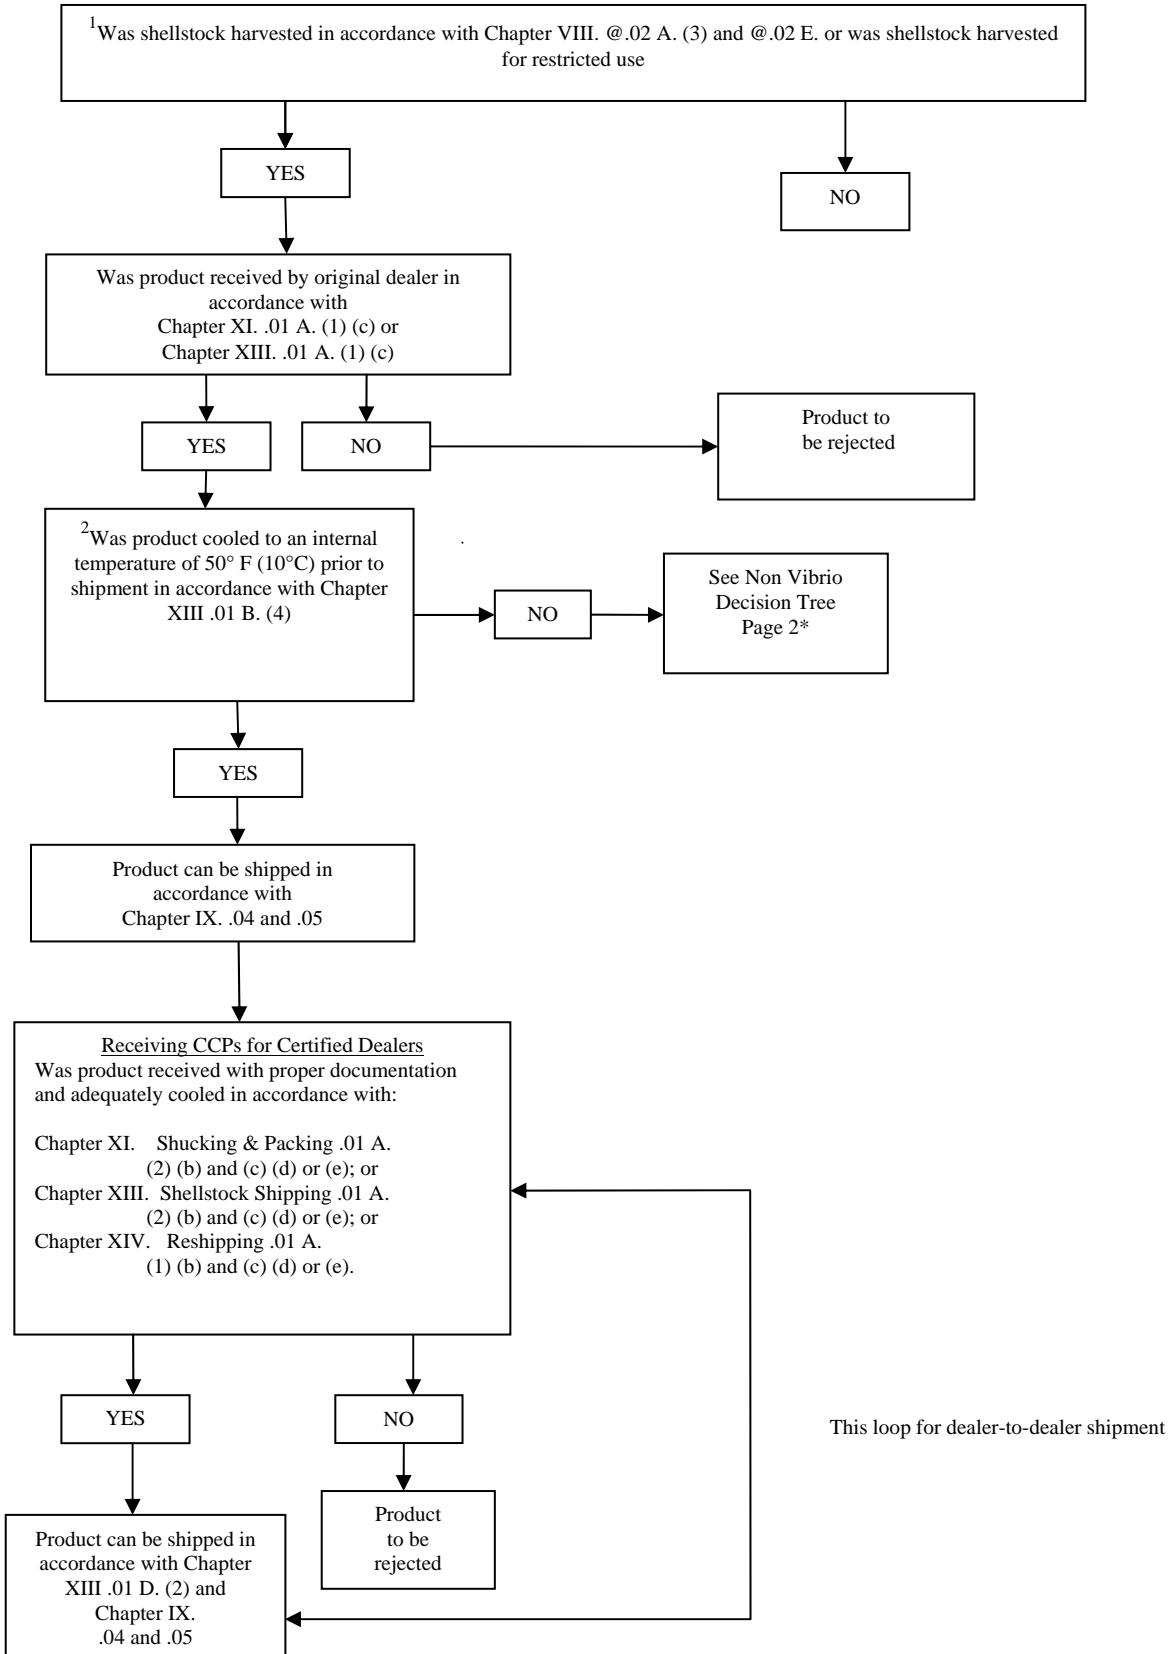 1Was shellstock harvested in accordance with Chapter VIII. @.02 A. (3) and @.02 E. or was shellstock harvested
for restricted use
YES
NO
Was product received by original dealer in
accordance with
Chapter XI. .01 A. (1) (c) or
Chapter XIII. .01 A. (1) (c)
YES
NO
Product to
be rejected
2Was product cooled to an internal
temperature of 50° F (10°C) prior to
shipment in accordance with Chapter
XIII .01 B. (4)
.
NO
See Non Vibrio
Decision Tree
Page 2*
YES
Product can be shipped in
accordance with
Chapter IX. .04 and .05
Receiving CCPs for Certified Dealers
Was product received with proper documentation
and adequately cooled in accordance with:
Chapter XI. Shucking & Packing .01 A.
(2) (b) and (c) (d) or (e); or
Chapter XIII. Shellstock Shipping .01 A.
(2) (b) and (c) (d) or (e); or
Chapter XIV. Reshipping .01 A.
(1) (b) and (c) (d) or (e).
YES
NO
This loop for dealer-to-dealer shipment
Product
to be
rejected
Product can be shipped in
accordance with Chapter
XIII .01 D. (2) and
Chapter IX.
.04 and .05